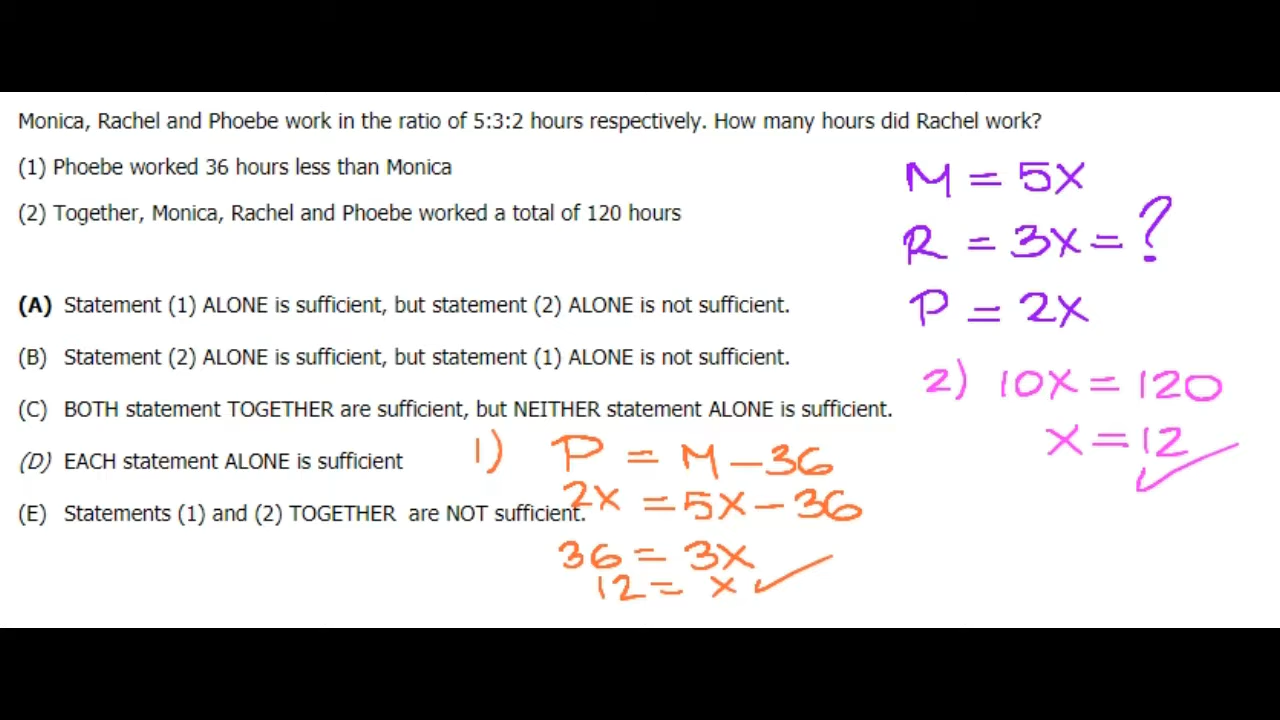 Monica, Rachel and Phoebe work in the ratio of 5:3:2 hours respectively. How many hours did Rachel work?
(1) Phoebe worked 36 hours less than Monica
(2) Together, Monica, Rachel and Phoebe worked a total of 120 hours
M = 5X
R = 3X = ?
P = 2X
(A) Statement (1) ALONE is sufficient, but statement (2) ALONE is not sufficient.
(B) Statement (2) ALONE is sufficient, but statement (1) ALONE is not sufficient.
(C) BOTH statement TOGETHER are sufficient, but NEITHER statement ALONE is sufficient.
(D) EACH statement ALONE is sufficient
(E) Statements (1) and (2) TOGETHER are NOT sufficient.
2) 10X = 120
X = 12 ✓
1) P = M - 36
2X = 5X - 36
36 = 3X
12 = X ✓